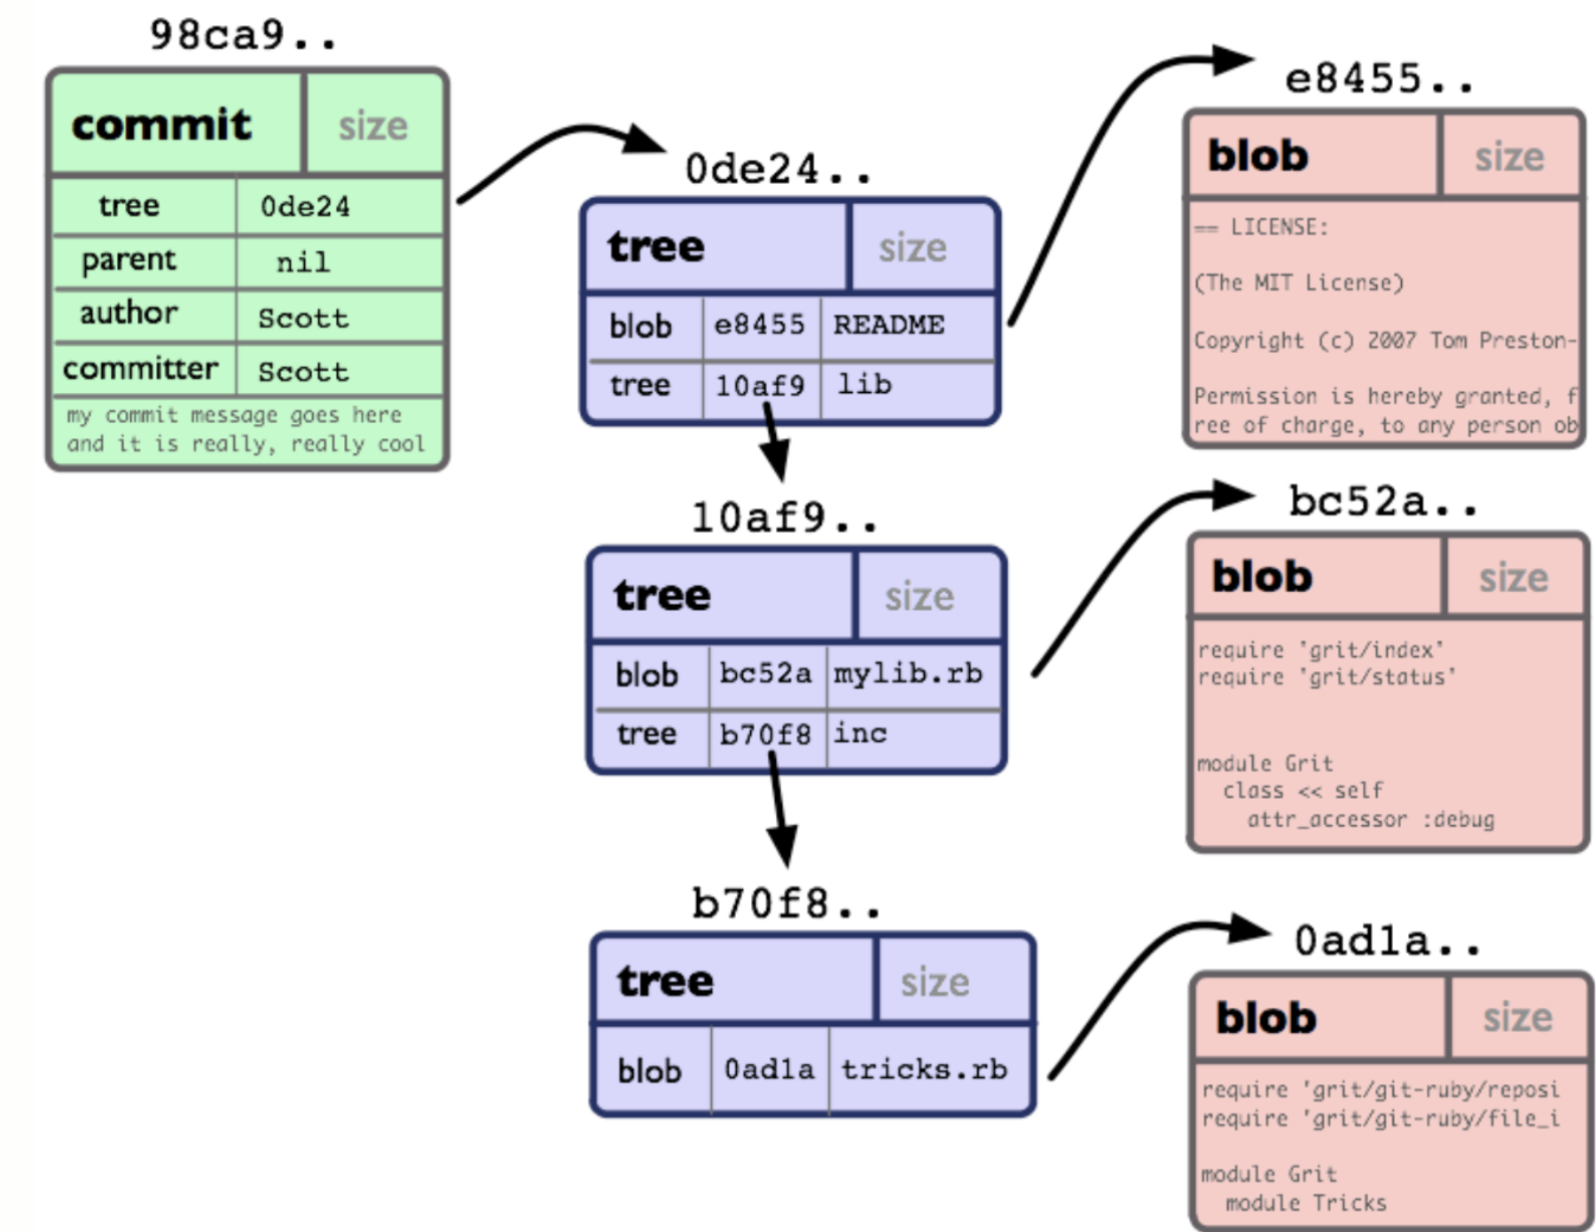 98ca9..
commit size
tree 0de24
parent nil
author Scott
committer Scott
my commit message goes here
and it is really, really cool
0de24..
tree size
blob e8455 README
tree 10af9 lib
10af9..
tree size
blob bc52a mylib.rb
tree b70f8 inc
b70f8..
tree size
blob 0ad1a tricks.rb
e8455..
blob size
== LICENSE:
(The MIT License)
Copyright (c) 2007 Tom Preston-
Permission is hereby granted, f
ree of charge, to any person ob
bc52a..
blob size
require 'grit/index'
require 'grit/status'
module Grit
class << self
attr_accessor :debug
0ad1a..
blob size
require 'grit/git-ruby/reposi
require 'grit/git-ruby/file_i
module Grit
module Tricks